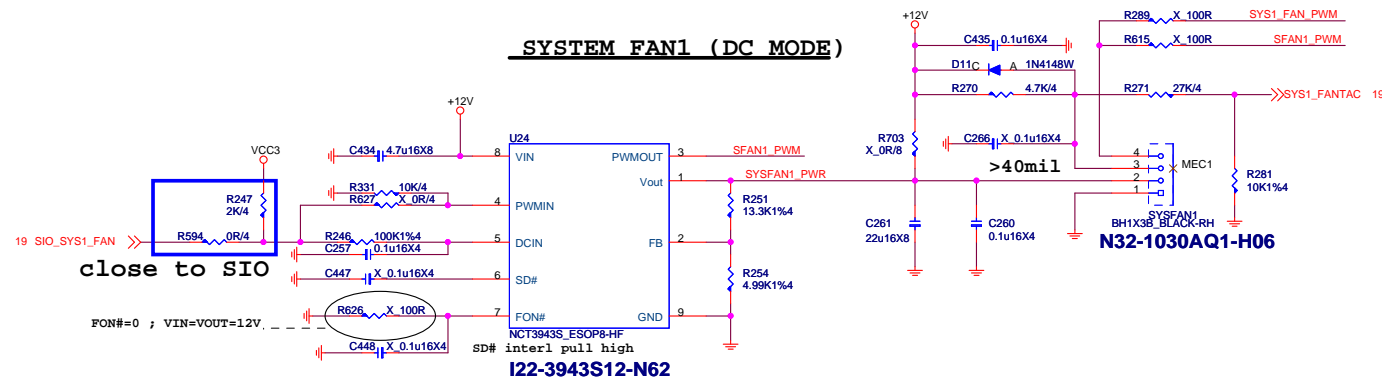 SYSTEM FAN1 (DC MODE)
+12V
C435 0.1u16X4
D11 C A 1N4148W
R270 4.7K/4
R289 X_100R SYS1_FAN_PWM
R615 X_100R SFAN1_PWM
R271 27K/4 SYS1_FANTAC 19
R703
X_0R/8
C266 X_0.1u16X4
>40mil
4
3
2
1
MEC1
SYSFAN1
BH1X3B_BLACK-RH
N32-1030AQ1-H06
R281
10K1%4
C261
22u16X8
C260
0.1u16X4
+12V
C434 4.7u16X8
VCC3
R247
2K/4
R331 10K/4
R627 X_0R/4
19 SIO_SYS1_FAN R594 0R/4
close to SIO
R246 100K1%4
C257 0.1u16X4
C447 X_0.1u16X4
R626 X_100R
FON#=0 ; VIN=VOUT=12V
C448 X_0.1u16X4
U24
8 VIN
4 PWMIN
5 DCIN
6 SD#
7 FON#
PWMOUT 3 SFAN1_PWM
Vout 1 SYSFAN1_PWR
FB 2
GND 9
R251
13.3K1%4
R254
4.99K1%4
NCT3943S_ESOP8-HF
SD# interl pull high
I22-3943S12-N62